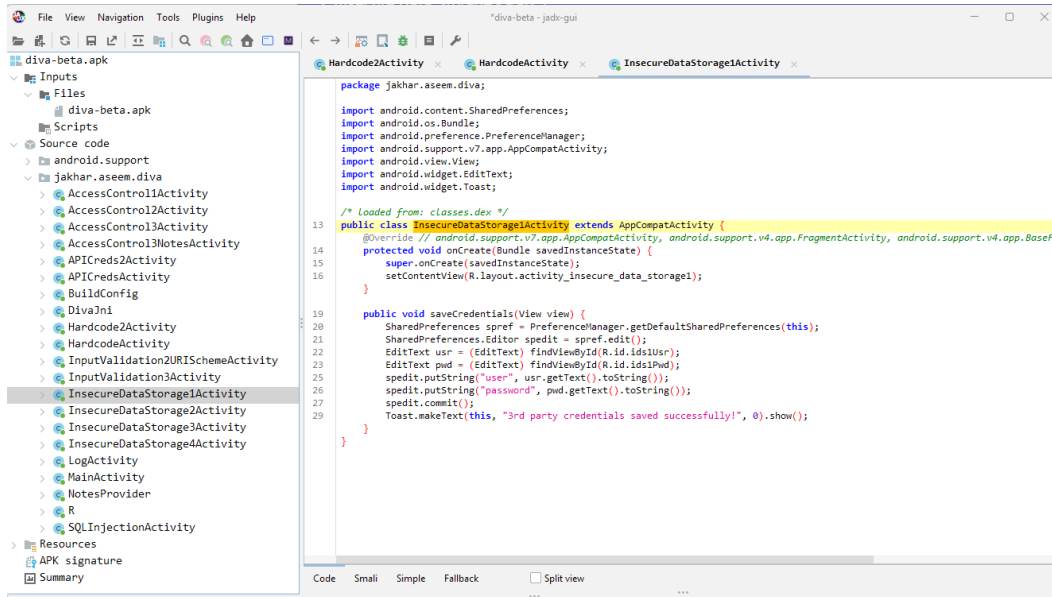 File View Navigation Tools Plugins Help
*diva-beta - jadx-gui
diva-beta.apk
Inputs
Files
diva-beta.apk
Scripts
Source code
android.support
jakhar.aseem.diva
AccessControl1Activity
AccessControl2Activity
AccessControl3Activity
AccessControl3NotesActivity
APICreds2Activity
APICredsActivity
BuildConfig
DivaJni
Hardcode2Activity
HardcodeActivity
InputValidation2URISchemeActivity
InputValidation3Activity
InsecureDataStorage1Activity
InsecureDataStorage2Activity
InsecureDataStorage3Activity
InsecureDataStorage4Activity
LogActivity
MainActivity
NotesProvider
R
SQLInjectionActivity
Resources
APK signature
Summary
Hardcode2Activity HardcodeActivity InsecureDataStorage1Activity
package jakhar.aseem.diva;
import android.content.SharedPreferences;
import android.os.Bundle;
import android.preference.PreferenceManager;
import android.support.v7.app.AppCompatActivity;
import android.view.View;
import android.widget.EditText;
import android.widget.Toast;
/* loaded from: classes.dex */
13 public class InsecureDataStorage1Activity extends AppCompatActivity {
@Override // android.support.v7.app.AppCompatActivity, android.support.v4.app.FragmentActivity, android.support.v4.app.BaseF
14 protected void onCreate(Bundle savedInstanceState) {
15 super.onCreate(savedInstanceState);
16 setContentView(R.layout.activity_insecure_data_storage1);
}
19 public void saveCredentials(View view) {
20 SharedPreferences spref = PreferenceManager.getDefaultSharedPreferences(this);
21 SharedPreferences.Editor spedit = spref.edit();
22 EditText usr = (EditText) findViewById(R.id.ids1Usr);
23 EditText pwd = (EditText) findViewById(R.id.ids1Pwd);
25 spedit.putString("user", usr.getText().toString());
26 spedit.putString("password", pwd.getText().toString());
27 spedit.commit();
29 Toast.makeText(this, "3rd party credentials saved successfully!", 0).show();
}
}
Code Smali Simple Fallback Split view